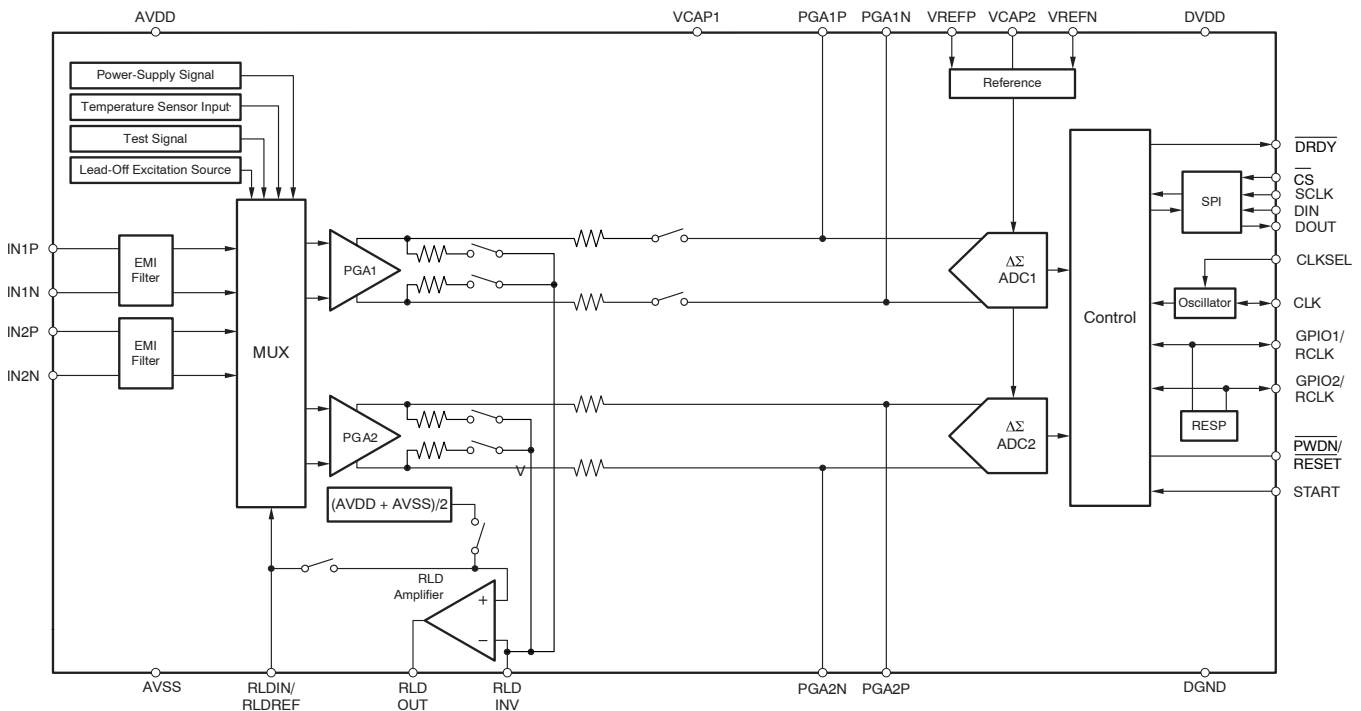 AVDD
VCAP1
PGA1P
PGA1N
VREFP
VCAP2
VREFN
DVDD
Power-Supply Signal
Temperature Sensor Input
Test Signal
Lead-Off Excitation Source
Reference
DRDY
CS
SCLK
DIN
DOUT
SPI
IN1P
IN1N
IN2P
IN2N
EMI
Filter
EMI
Filter
MUX
PGA1
PGA2
ΔΣ
ADC1
ΔΣ
ADC2
Control
CLKSEL
Oscillator
CLK
GPIO1/
RCLK
GPIO2/
RCLK
RESP
PWDN/
RESET
START
V
(AVDD + AVSS)/2
RLD
Amplifier
+
−
AVSS
RLDIN/
RLDREF
RLD
OUT
RLD
INV
PGA2N
PGA2P
DGND